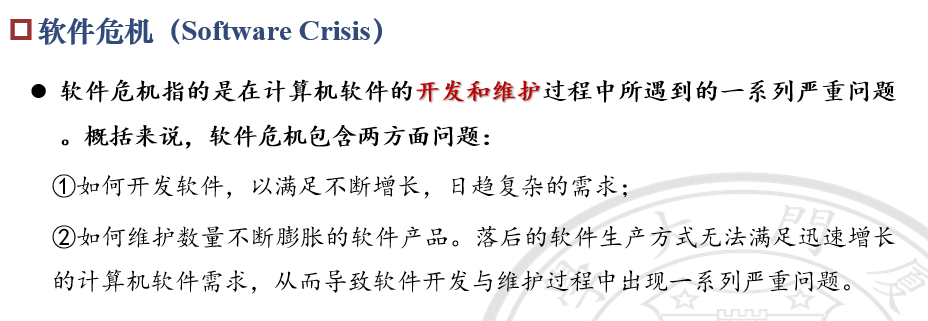 软件危机（Software Crisis）
● 软件危机指的是在计算机软件的开发和维护过程中所遇到的一系列严重问题
。概括来说，软件危机包含两方面问题：
①如何开发软件，以满足不断增长，日趋复杂的需求；
②如何维护数量不断膨胀的软件产品。落后的软件生产方式无法满足迅速增长
的计算机软件需求，从而导致软件开发与维护过程中出现一系列严重问题。
學大門廈